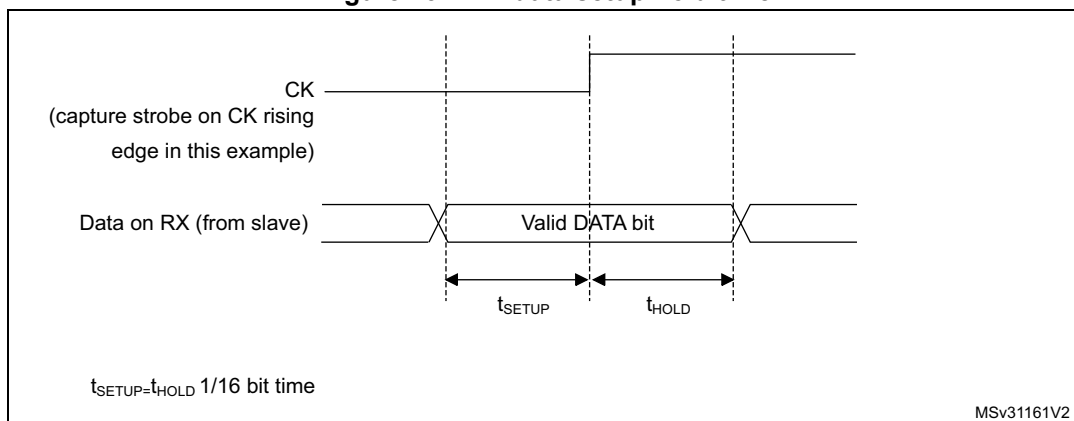 CK
(capture strobe on CK rising
edge in this example)
Data on RX (from slave)
Valid DATA bit
tSETUP
tHOLD
tSETUP=tHOLD 1/16 bit time
MSv31161V2